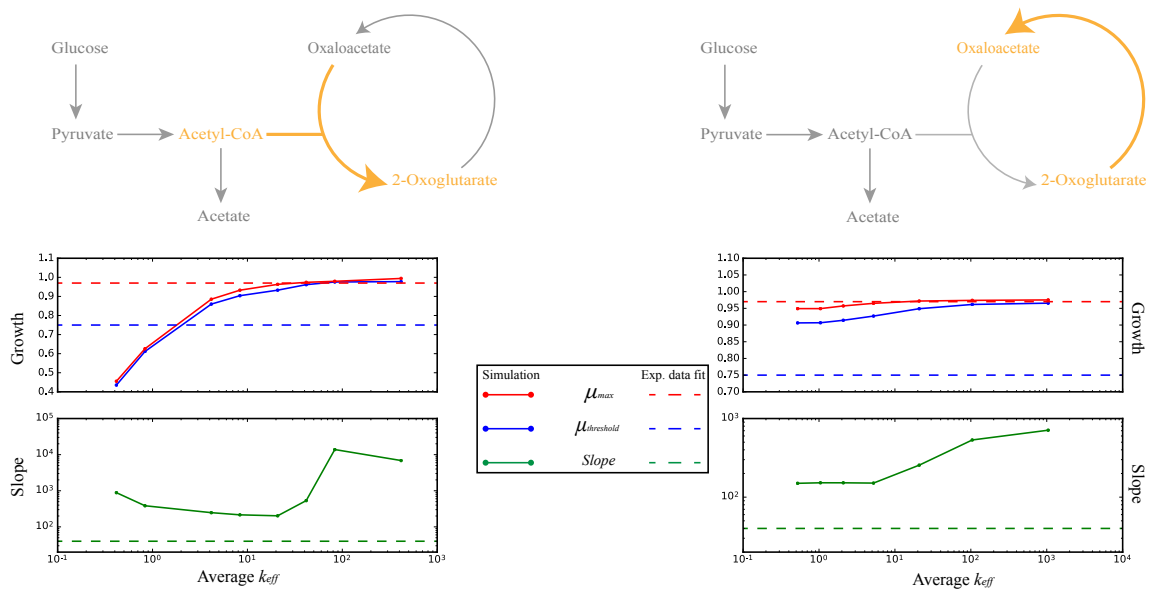 Glucose
Oxaloacetate
Pyruvate
Acetyl-CoA
2-Oxoglutarate
Acetate
Glucose
Oxaloacetate
Pyruvate
Acetyl-CoA
2-Oxoglutarate
Acetate
Growth
1.1
1.0
0.9
0.8
0.7
0.6
0.5
0.4
Slope
10^5
10^4
10^3
10^2
10^-1
10^0
10^1
10^2
10^3
Average k_eff
Simulation
Exp. data fit
μ_max
μ_threshold
Slope
1.10
1.05
1.00
0.95
0.90
0.85
0.80
0.75
0.70
Growth
10^3
10^2
Slope
10^-1
10^0
10^1
10^2
10^3
10^4
Average k_eff